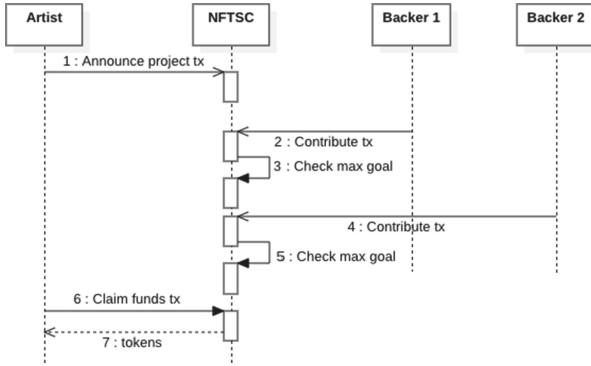 Artist
NFTSC
Backer 1
Backer 2
1 : Announce project tx
2 : Contribute tx
3 : Check max goal
4 : Contribute tx
5 : Check max goal
6 : Claim funds tx
7 : tokens